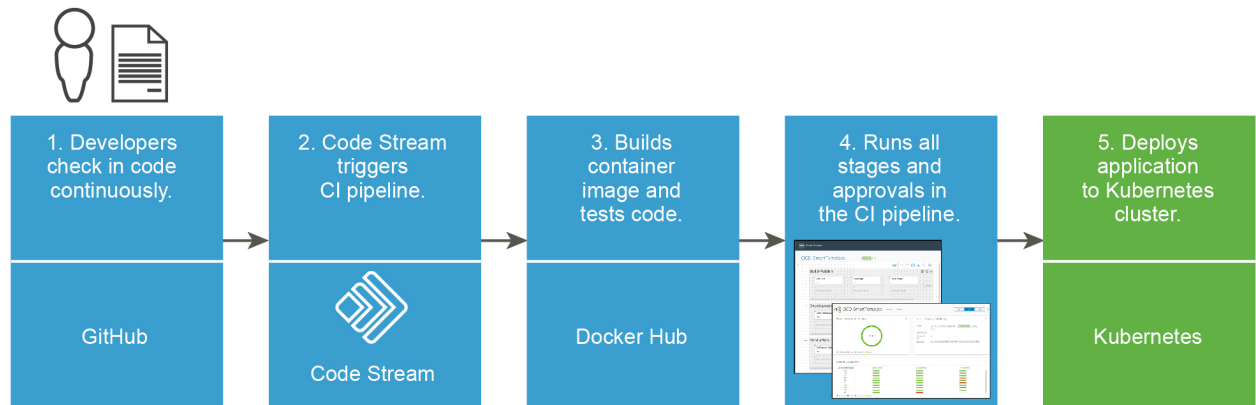 1. Developers
check in code
continuously.
GitHub
2. Code Stream
triggers
CI pipeline.
Code Stream
3. Builds
container
image and
tests code.
Docker Hub
4. Runs all
stages and
approvals in
the CI pipeline.
5. Deploys
application
to Kubernetes
cluster.
Kubernetes